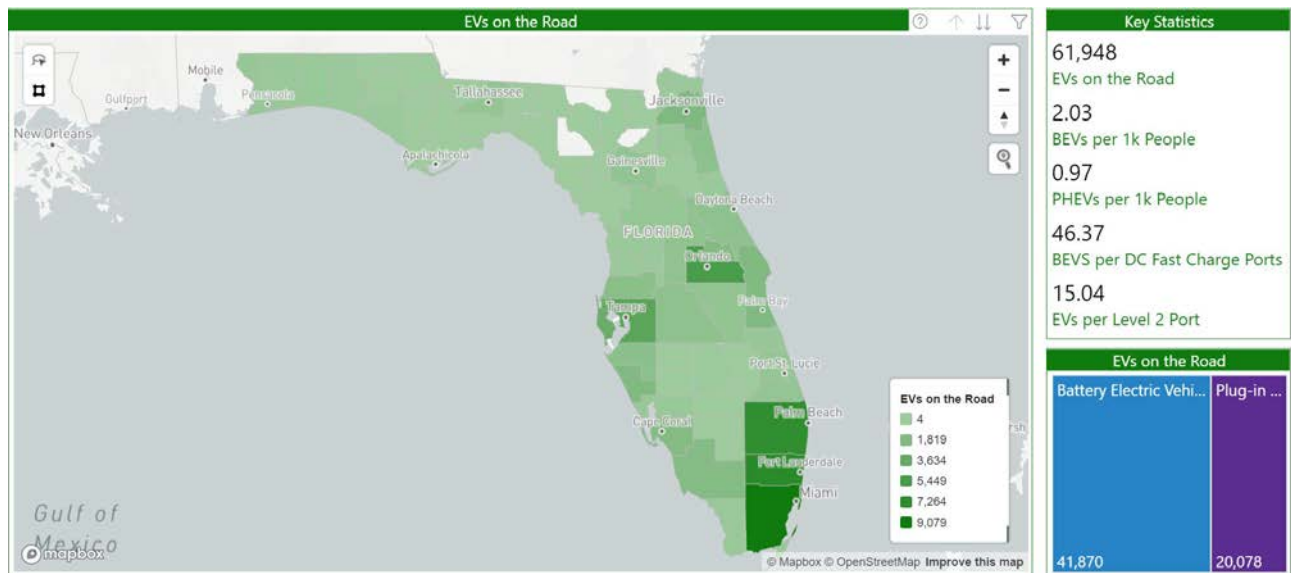 EVs on the Road
Mobile
Pensacola
Gulfport
New Orleans
Tallahassee
Jacksonville
Apalachicola
Gainesville
Daytona Beach
FLORIDA
Orlando
Tampa
Palm Bay
Port St. Lucie
Cape Coral
Palm Beach
Fort Lauderdale
Miami
Gulf of
Mexico
mapbox
EVs on the Road
4
1,819
3,634
5,449
7,264
9,079
© Mapbox © OpenStreetMap Improve this map
Key Statistics
61,948
EVs on the Road
2.03
BEVs per 1k People
0.97
PHEVs per 1k People
46.37
BEVS per DC Fast Charge Ports
15.04
EVs per Level 2 Port
EVs on the Road
Battery Electric Vehi...
Plug-in ...
41,870
20,078